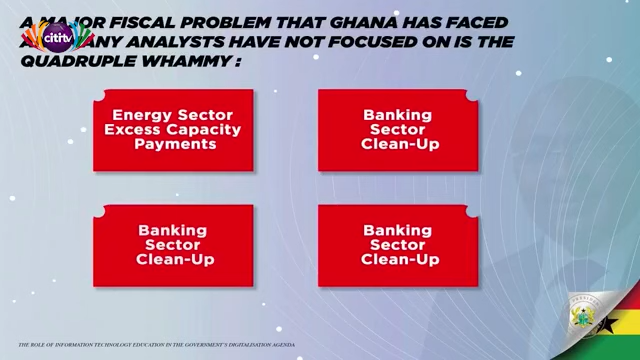 A MAJOR FISCAL PROBLEM THAT GHANA HAS FACED
ANY ANALYSTS HAVE NOT FOCUSED ON IS THE
QUADRUPLE WHAMMY :
cititv
Energy Sector
Excess Capacity
Payments
Banking
Sector
Clean-Up
Banking
Sector
Clean-Up
Banking
Sector
Clean-Up
THE ROLE OF INFORMATION TECHNOLOGY EDUCATION IN THE GOVERNMENT'S DIGITALISATION AGENDA